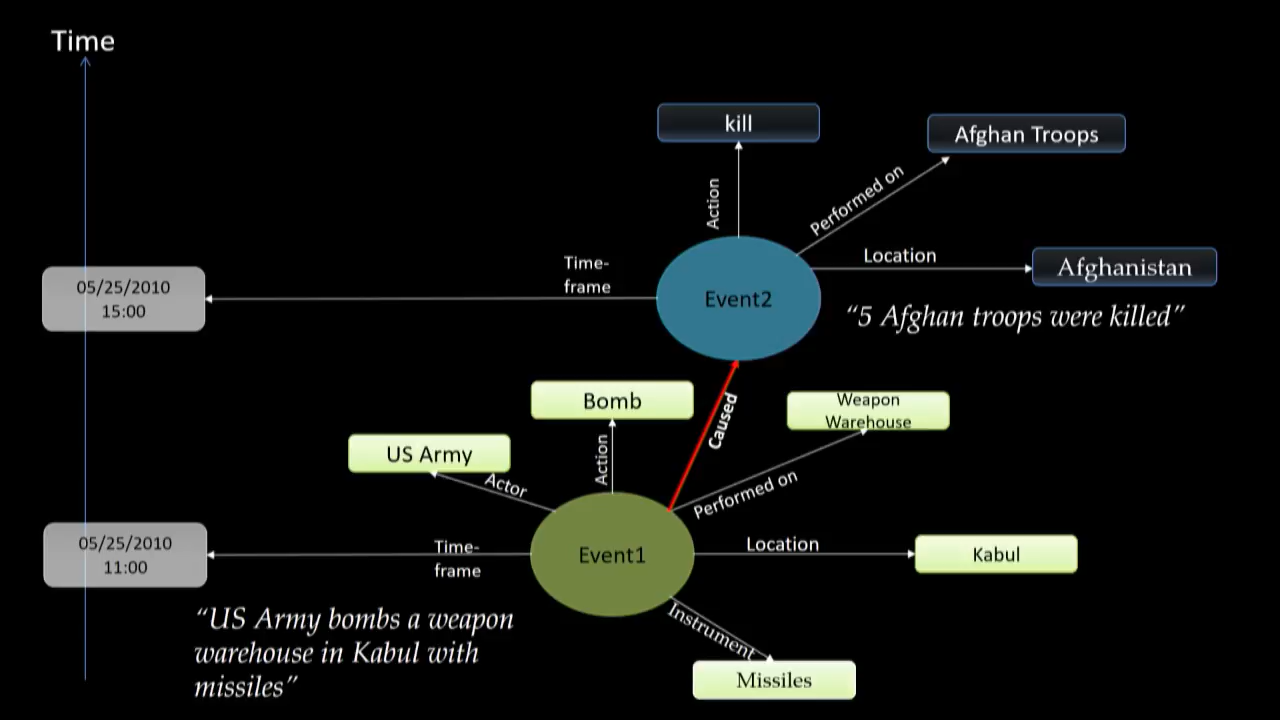 Time
kill
Afghan Troops
Action
Performed on
Location
Afghanistan
Time-
frame
05/25/2010
15:00
Event2
“5 Afghan troops were killed”
Bomb
Weapon
Warehouse
Caused
US Army
Actor
Action
Performed on
05/25/2010
11:00
Time-
frame
Event1
Location
Kabul
“US Army bombs a weapon
warehouse in Kabul with
missiles”
Instrument
Missiles